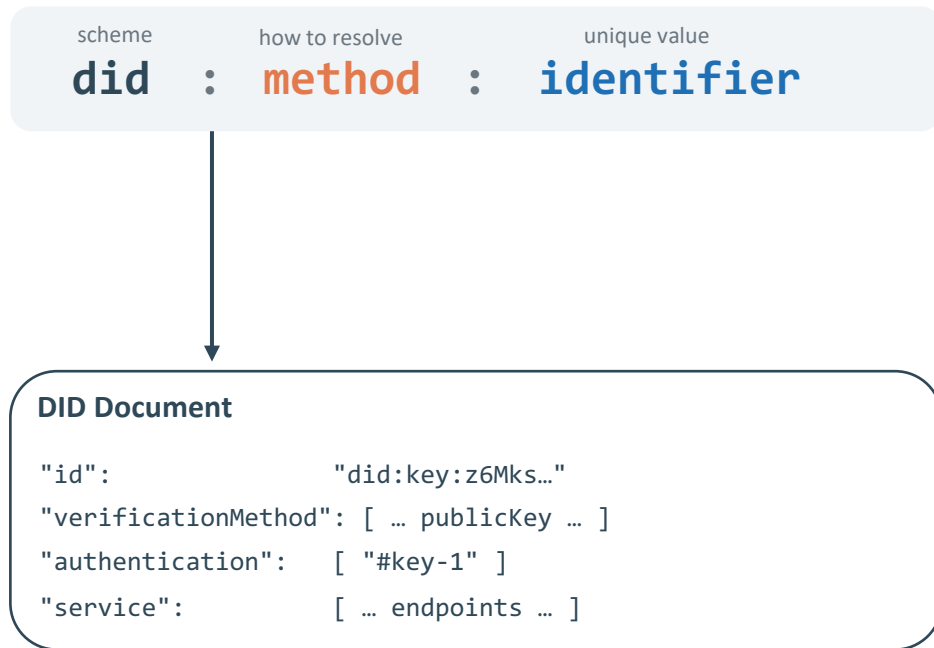 scheme how to resolve unique value
did : method : identifier
DID Document
"id": "did:key:z6Mks…"
"verificationMethod": [ … publicKey … ]
"authentication": [ "#key-1" ]
"service": [ … endpoints … ]